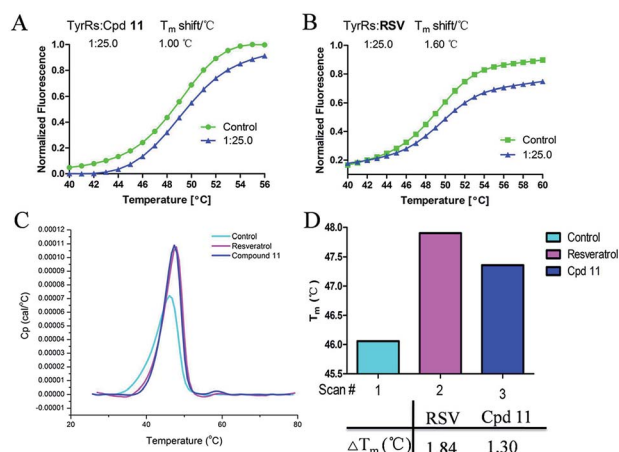 A
TyrRs:Cpd 11 Tm shift/℃
1:25.0 1.00 ℃
Normalized Fluorescence
1.0
0.8
0.6
0.4
0.2
0.0
Control
1:25.0
40 42 44 46 48 50 52 54 56
Temperature [°C]
B
TyrRs:RSV Tm shift/℃
1:25.0 1.60 ℃
Normalized Fluorescence
1.0
0.8
0.6
0.4
0.2
Control
1:25.0
40 42 44 46 48 50 52 54 56 58 60
Temperature [°C]
C
Cp (cal/°C)
0.00012
0.00011
0.00010
0.00009
0.00008
0.00007
0.00006
0.00005
0.00004
0.00003
0.00002
0.00001
0.00000
-0.00001
Control
Resveratrol
Compound 11
20 40 60 80
Temperature (°C)
D
Tm (℃)
48.0
47.5
47.0
46.5
46.0
45.5
Control
Resveratrol
Cpd 11
Scan # 1 2 3
RSV Cpd 11
△Tm(℃) 1.84 1.30